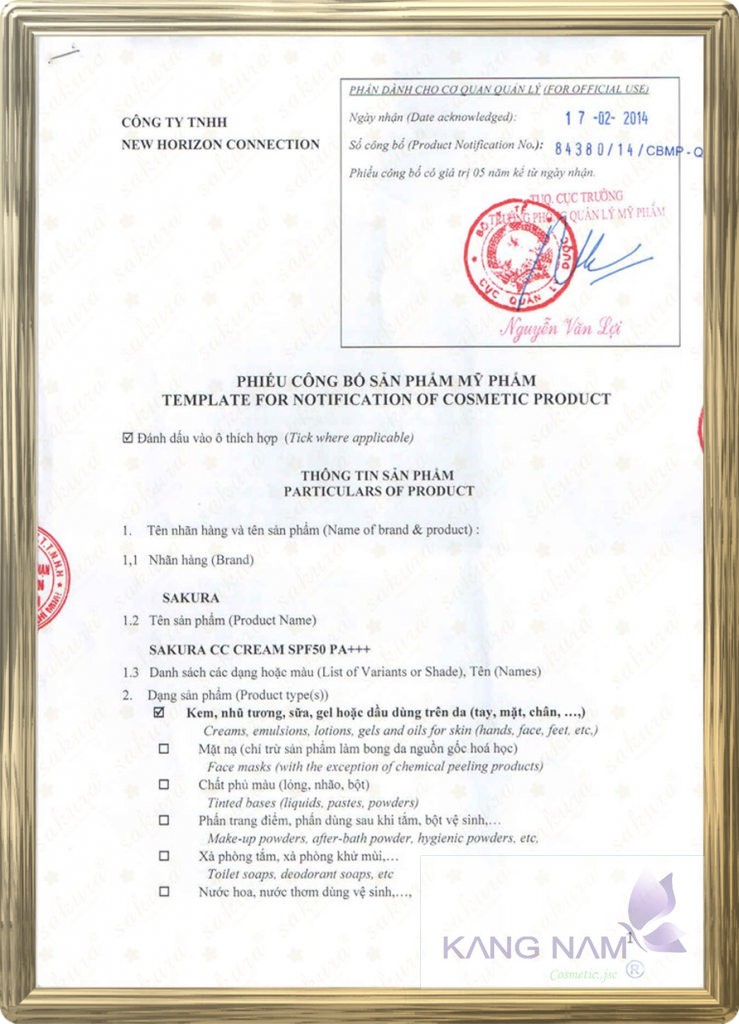 CÔNG TY TNHH
NEW HORIZON CONNECTION
PHẦN DÀNH CHO CƠ QUAN QUẢN LÝ (FOR OFFICIAL USE)
Ngày nhận (Date acknowledged): 17-02-2014
Số công bố (Product Notification No.): 84380/14/CBMP-Q
Phiếu công bố có giá trị 05 năm kể từ ngày nhận.
TUQ. CỤC TRƯỞNG
TRƯỞNG PHÒNG QUẢN LÝ MỸ PHẨM
BỘ Y TẾ
CỤC QUẢN LÝ DƯỢC
Nguyễn Văn Lợi
PHIẾU CÔNG BỐ SẢN PHẨM MỸ PHẨM
TEMPLATE FOR NOTIFICATION OF COSMETIC PRODUCT
☑ Đánh dấu vào ô thích hợp (Tick where applicable)
THÔNG TIN SẢN PHẨM
PARTICULARS OF PRODUCT
1. Tên nhãn hàng và tên sản phẩm (Name of brand & product) :
1,1 Nhãn hàng (Brand)
SAKURA
1.2 Tên sản phẩm (Product Name)
SAKURA CC CREAM SPF50 PA+++
1.3 Danh sách các dạng hoặc màu (List of Variants or Shade), Tên (Names)
2. Dạng sản phẩm (Product type(s))
☑ Kem, nhũ tương, sữa, gel hoặc dầu dùng trên da (tay, mặt, chân, ….,)
Creams, emulsions, lotions, gels and oils for skin (hands, face, feet, etc,)
☐ Mặt nạ (chỉ trừ sản phẩm làm bong da nguồn gốc hoá học)
Face masks (with the exception of chemical peeling products)
☐ Chất phủ màu (lỏng, nhão, bột)
Tinted bases (liquids, pastes, powders)
☐ Phấn trang điểm, phấn dùng sau khi tắm, bột vệ sinh,…
Make-up powders, after-bath powder, hygienic powders, etc,
☐ Xà phòng tắm, xà phòng khử mùi,…
Toilet soaps, deodorant soaps, etc
☐ Nước hoa, nước thơm dùng vệ sinh,…,
1
KANG NAM
Cosmetic.,jsc ®
sakura